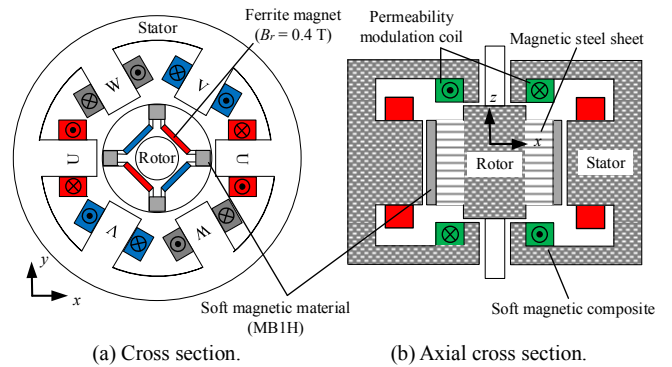 Stator
Ferrite magnet
(Br = 0.4 T)
W
V
U
Rotor
U
V
W
y
x
Soft magnetic material
(MB1H)
(a) Cross section.
Permeability
modulation coil
Magnetic steel sheet
z
x
Rotor
Stator
Soft magnetic composite
(b) Axial cross section.